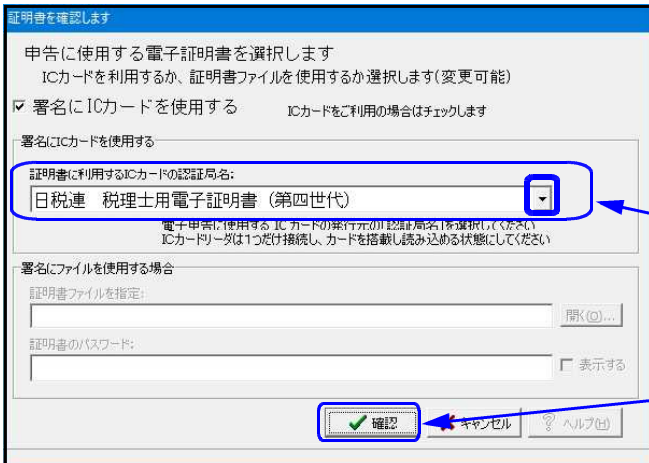 証明書を確認します
申告に使用する電子証明書を選択します
ICカードを利用するか、証明書ファイルを使用するか選択します(変更可能)
署名にICカードを使用する ICカードをご利用の場合はチェックします
署名にICカードを使用する
証明書に利用するICカードの認証局名:
日税連 税理士用電子証明書（第四世代）
電子申告に使用する IC カードの発行元の「認証局名」を選択してください
ICカードリーダは1つだけ接続し、カードを搭載し読み込める状態にしてください
署名にファイルを使用する場合
証明書ファイルを指定:
開く(O)...
証明書のパスワード:
表示する
確認 キャンセル ヘルプ(H)